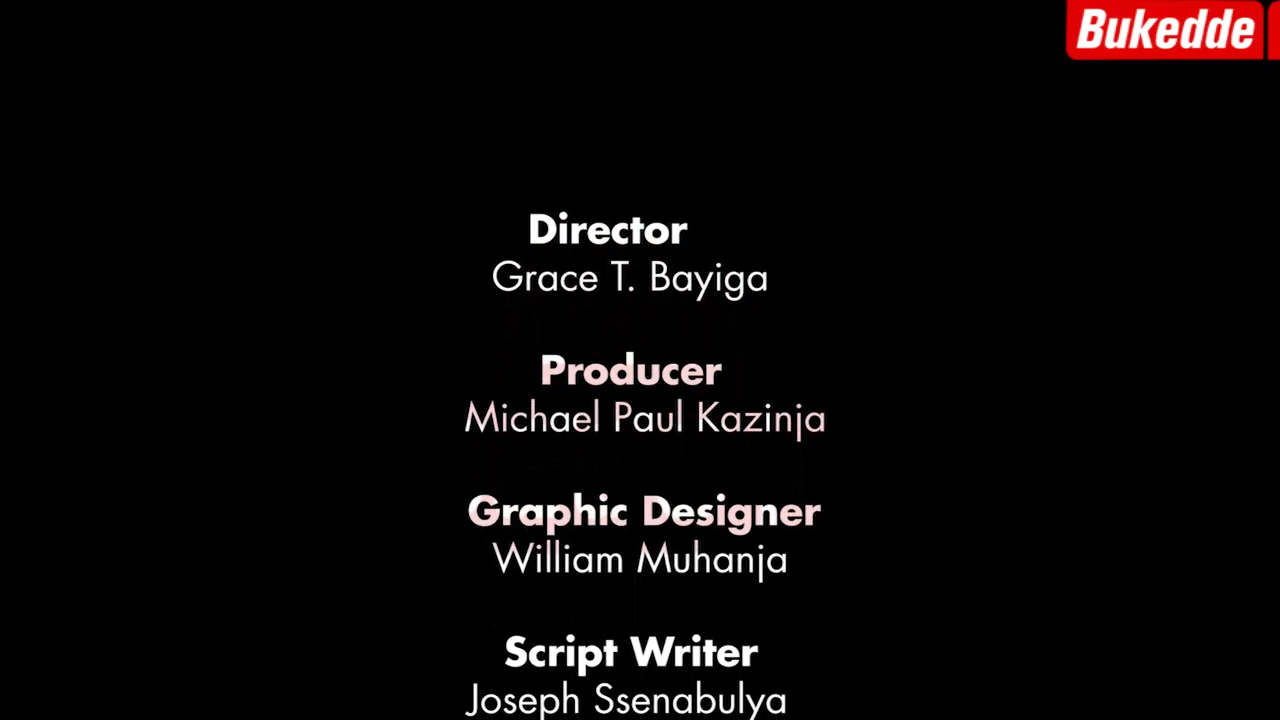 Bukedde
Director
Grace T. Bayiga
Producer
Michael Paul Kazinja
Graphic Designer
William Muhanja
Script Writer
Joseph Ssenabulya